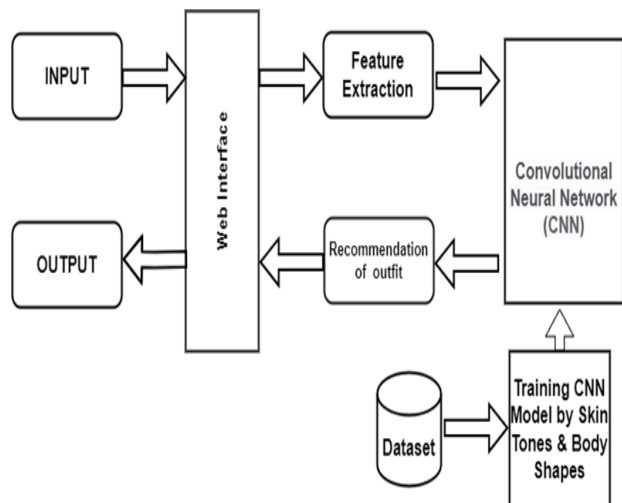 INPUT
Web Interface
Feature
Extraction
Convolutional
Neural Network
(CNN)
OUTPUT
Recommendation
of outfit
Dataset
Training CNN
Model by Skin
Tones & Body
Shapes